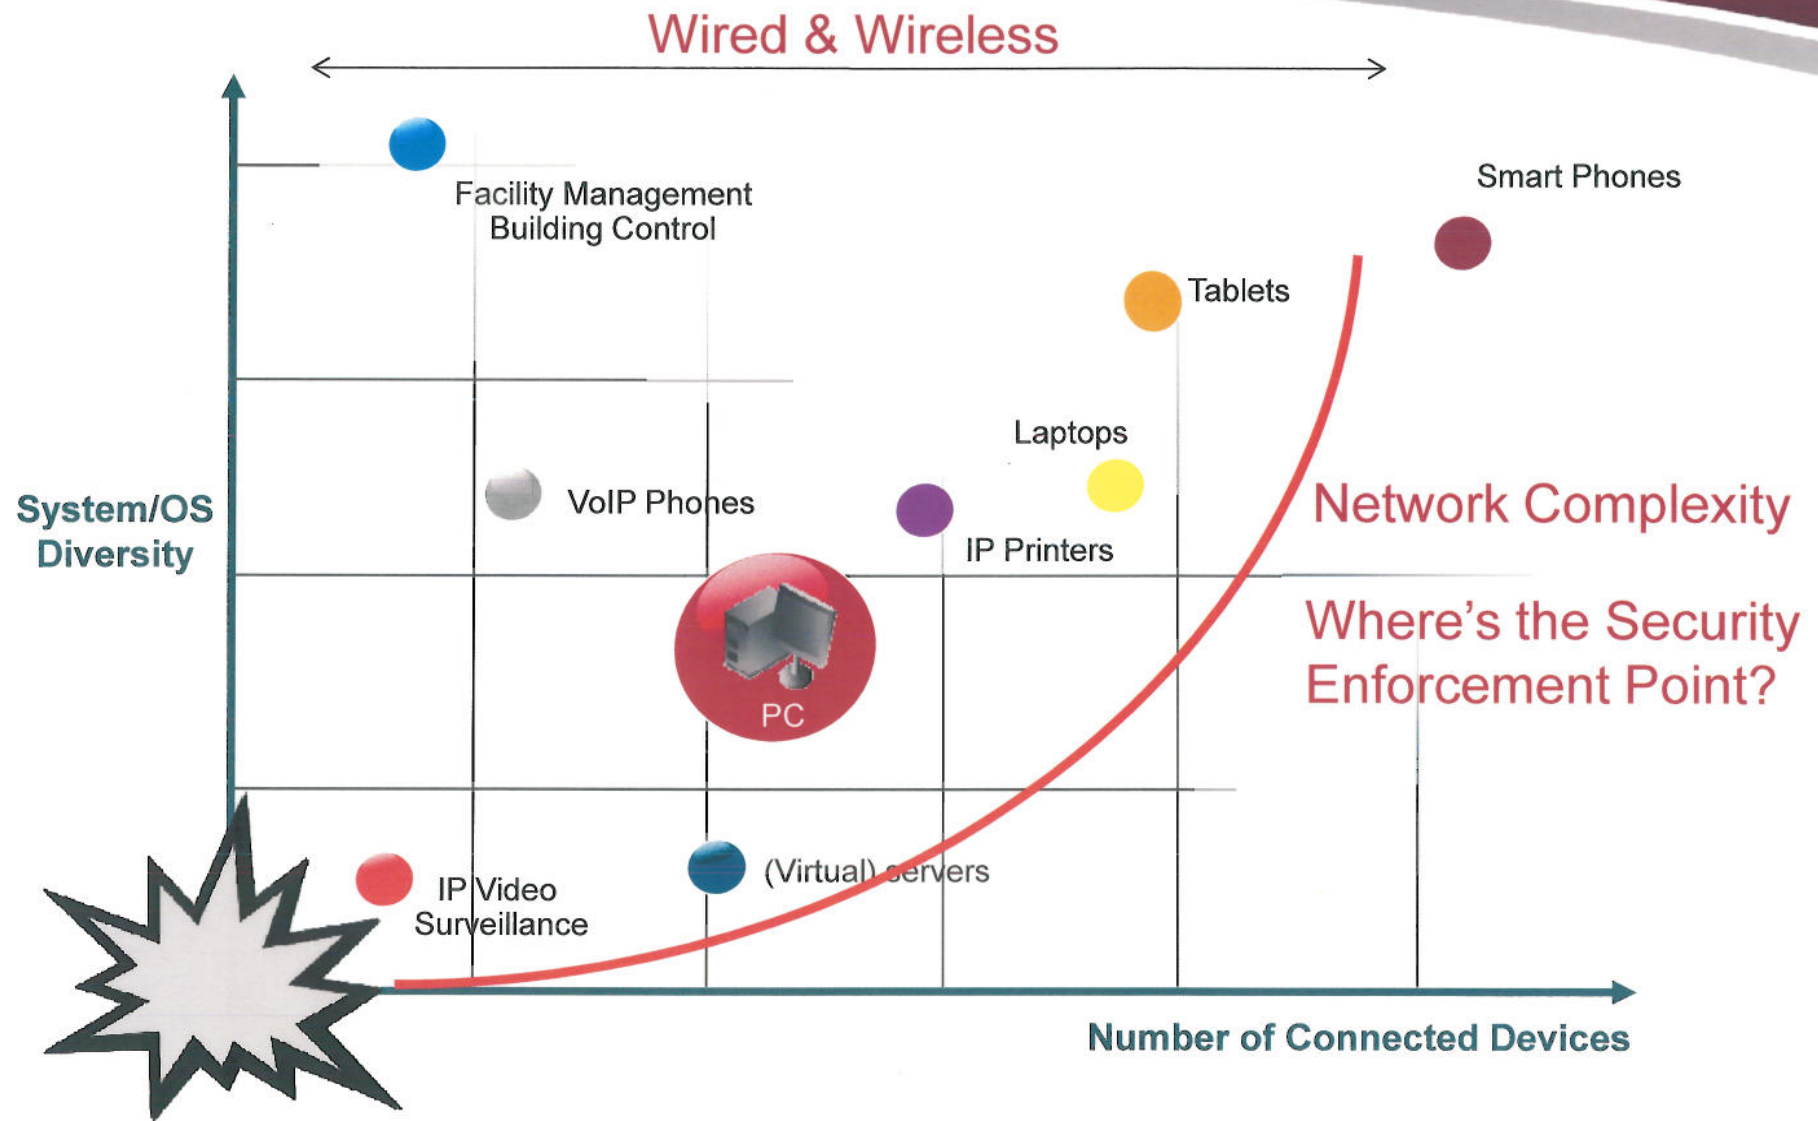 Wired & Wireless
Facility Management
Building Control
Smart Phones
Tablets
Laptops
System/OS
Diversity
VoIP Phones
IP Printers
Network Complexity
PC
Where's the Security
Enforcement Point?
IP Video
Surveillance
(Virtual) servers
Number of Connected Devices